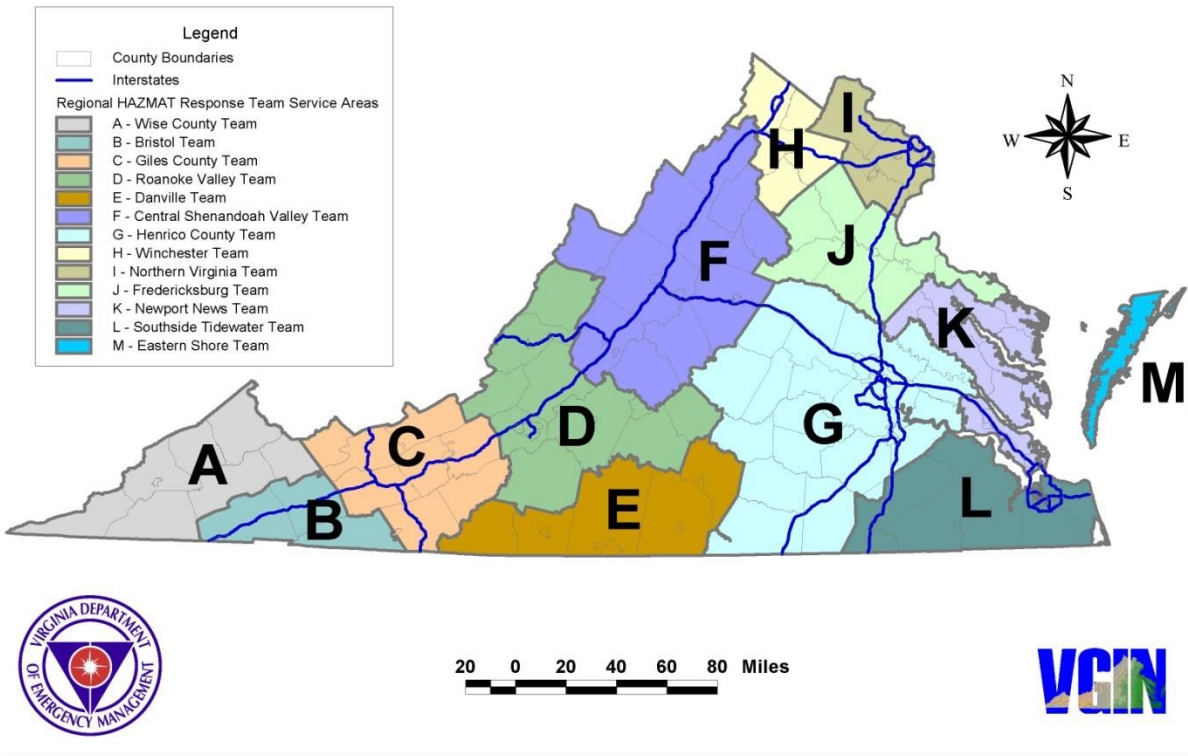 Legend
County Boundaries
Interstates
Regional HAZMAT Response Team Service Areas
A - Wise County Team
B - Bristol Team
C - Giles County Team
D - Roanoke Valley Team
E - Danville Team
F - Central Shenandoah Valley Team
G - Henrico County Team
H - Winchester Team
I - Northern Virginia Team
J - Fredericksburg Team
K - Newport News Team
L - Southside Tidewater Team
M - Eastern Shore Team
N
W E
S
I
H
J
F
K
M
D
G
C
A
B
E
L
VIRGINIA DEPARTMENT
OF EMERGENCY MANAGEMENT
20 0 20 40 60 80 Miles
VGIN